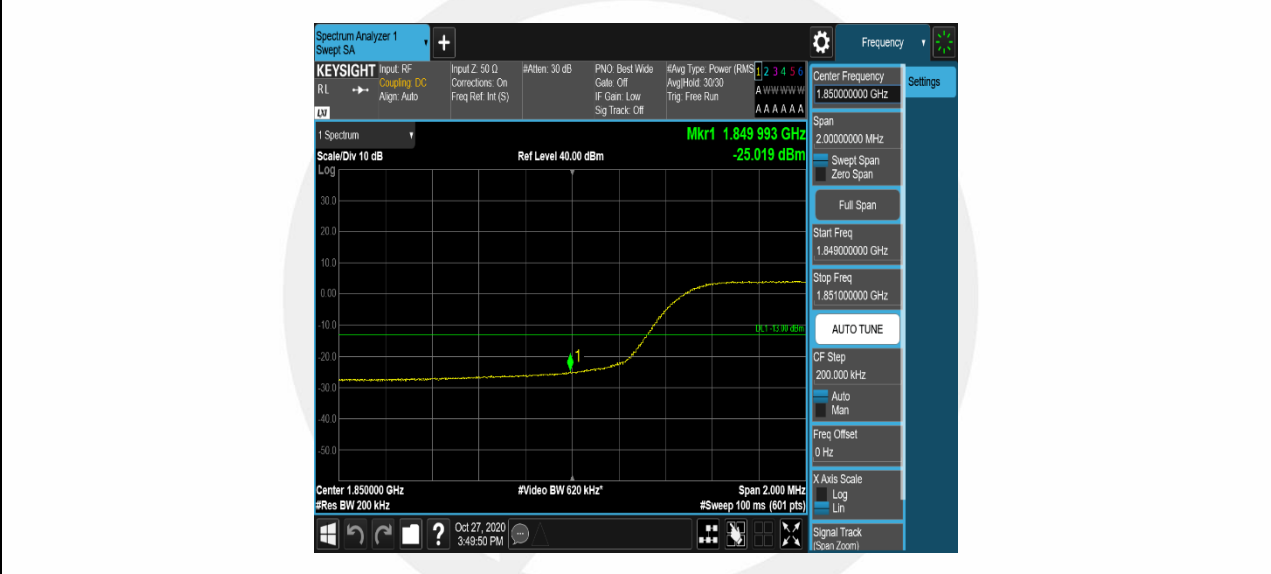 Spectrum Analyzer 1
Swept SA
+
Frequency
KEYSIGHT
RL
LXI
Input: RF
Coupling: DC
Align: Auto
Input Z: 50 Ω
Corrections: On
Freq Ref: Int (S)
#Atten: 30 dB
PNO: Best Wide
Gate: Off
IF Gain: Low
Sig Track: Off
#Avg Type: Power (RMS
Avg|Hold: 30/30
Trig: Free Run
1 2 3 4 5 6
A W W W W W
A A A A A A
1 Spectrum
Mkr1 1.849 993 GHz
Scale/Div 10 dB
Ref Level 40.00 dBm
-25.019 dBm
Log
30.0
20.0
10.0
0.00
-10.0
DL1 -13.00 dBm
-20.0
1
-30.0
-40.0
-50.0
Center 1.850000 GHz
#Video BW 620 kHz*
Span 2.000 MHz
#Res BW 200 kHz
#Sweep 100 ms (601 pts)
?
Oct 27, 2020
3:49:50 PM
Center Frequency
1.850000000 GHz
Settings
Span
2.00000000 MHz
Swept Span
Zero Span
Full Span
Start Freq
1.849000000 GHz
Stop Freq
1.851000000 GHz
AUTO TUNE
CF Step
200.000 kHz
Auto
Man
Freq Offset
0 Hz
X Axis Scale
Log
Lin
Signal Track
(Span Zoom)